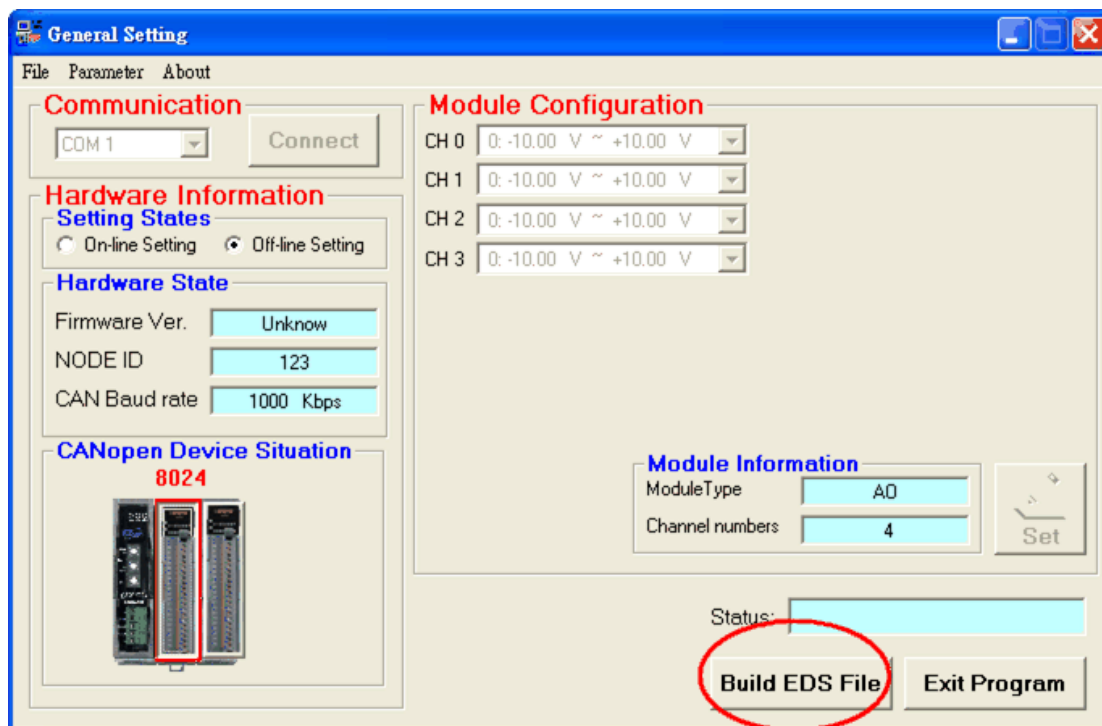 General Setting
File Parameter About
Communication
COM 1
Connect
Hardware Information
Setting States
On-line Setting
Off-line Setting
Hardware State
Firmware Ver. Unknow
NODE ID 123
CAN Baud rate 1000 Kbps
CANopen Device Situation
8024
Module Configuration
CH 0 0: -10.00 V ~ +10.00 V
CH 1 0: -10.00 V ~ +10.00 V
CH 2 0: -10.00 V ~ +10.00 V
CH 3 0: -10.00 V ~ +10.00 V
Module Information
ModuleType AO
Channel numbers 4
Set
Status:
Build EDS File
Exit Program